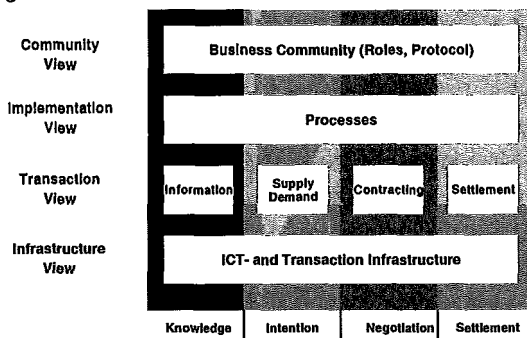 Community
View
Business Community (Roles, Protocol)
Implementation
View
Processes
Transaction
View
Information
Supply
Demand
Contracting
Settlement
Infrastructure
View
ICT- and Transaction Infrastructure
Knowledge
Intention
Negotiation
Settlement